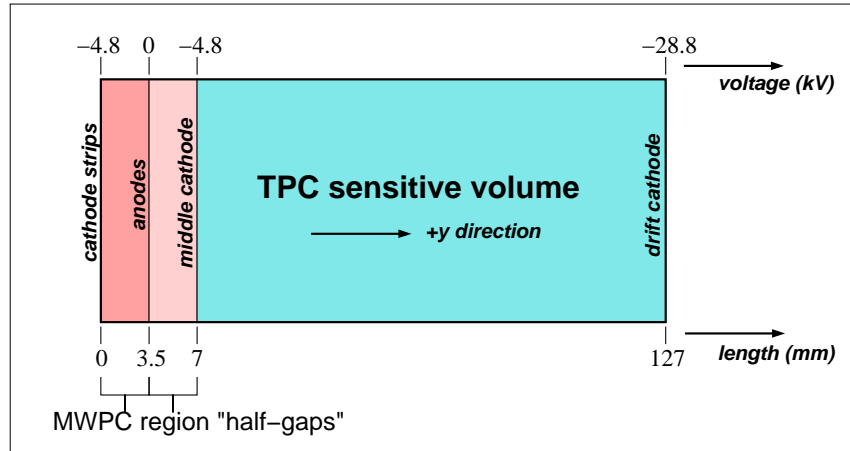 −4.8 0 −4.8 −28.8
voltage (kV)
cathode strips
anodes
middle cathode
TPC sensitive volume
+y direction
drift cathode
0 3.5 7 127
length (mm)
MWPC region "half−gaps"